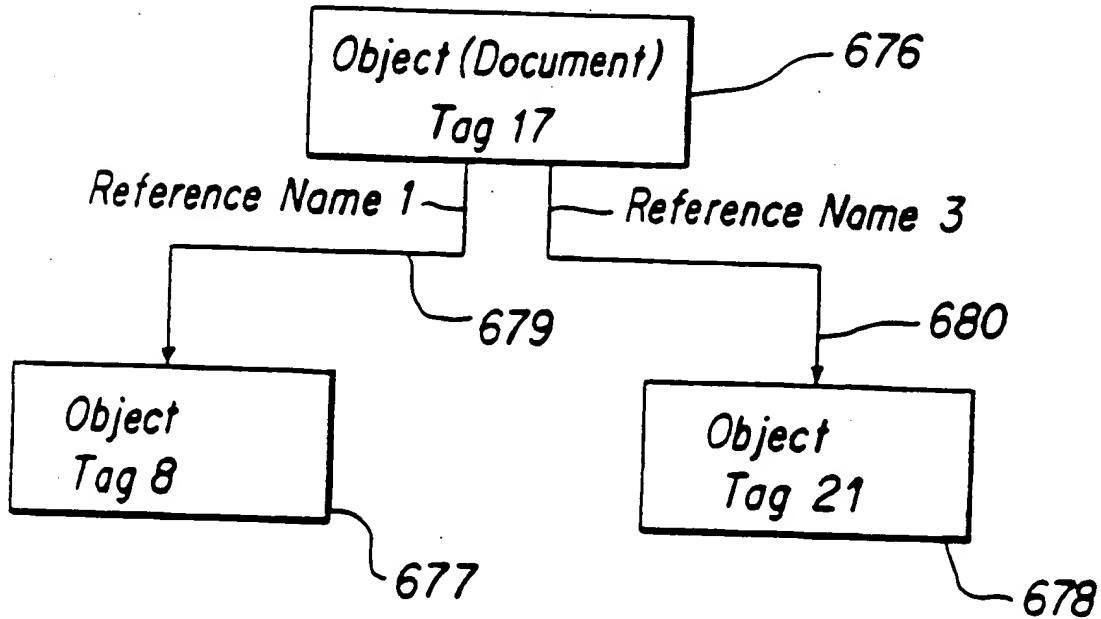 Object (Document)
Tag 17
676
Reference Name 1
Reference Name 3
679
680
Object
Tag 8
Object
Tag 21
677
678